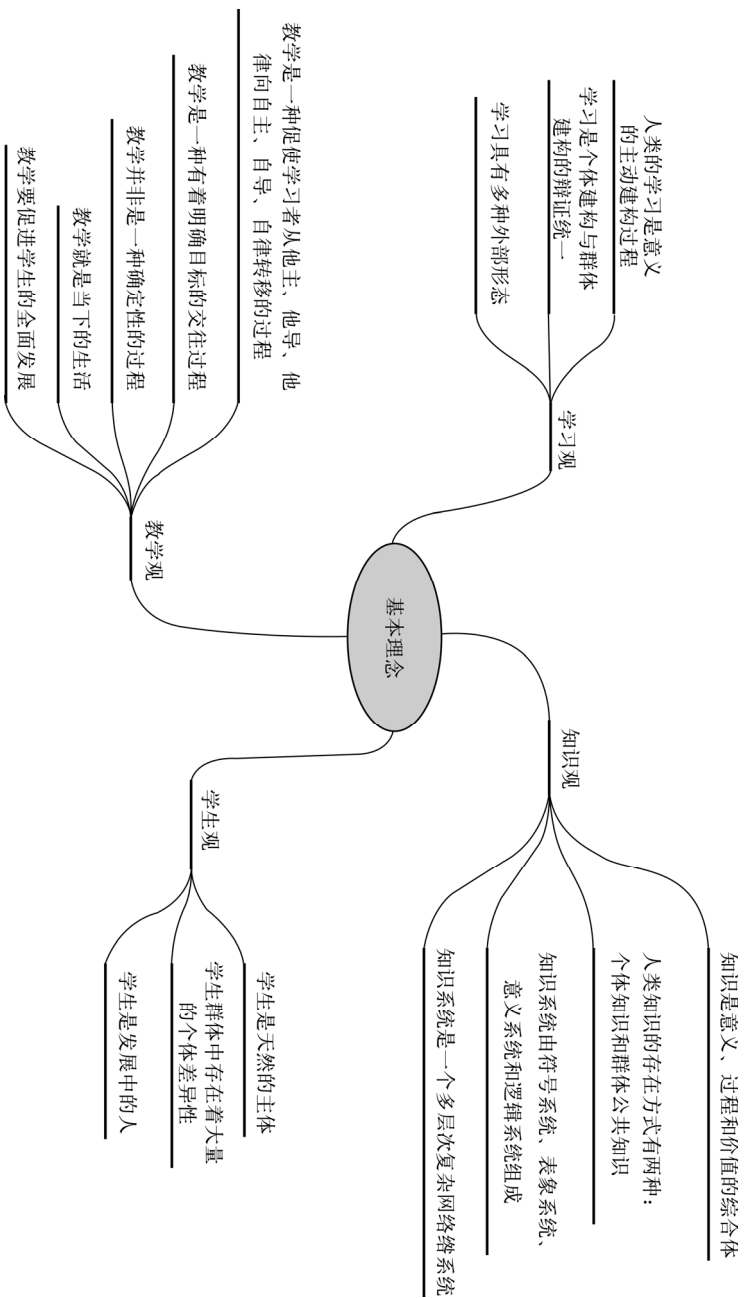 基本理念
学习观
人类的学习是意义
的主动建构过程
学习是个体建构与群体
建构的辩证统一
学习具有多种外部形态
知识观
知识是意义、过程和价值的综合体
人类知识的存在方式有两种：
个体知识和群体公共知识
知识系统由符号系统、表象系统、
意义系统和逻辑系统组成
知识系统是一个多层次复杂网络绺系统
教学观
教学是一种促使学习者从他主、他导、他
律向自主、自导、自律转移的过程
教学是一种有着明确目标的交往过程
教学并非是一种确定性的过程
教学就是当下的生活
教学要促进学生的全面发展
学生观
学生是天然的主体
学生群体中存在着大量
的个体差异性
学生是发展中的人